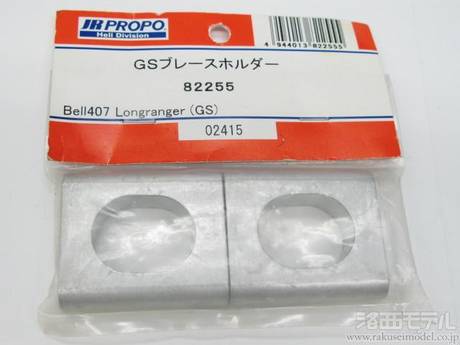 JR PROPO
Heli Division
4 944013 822555
GSブレースホルダー
82255
Bell407 Longranger (GS)
02415
洛西モデル
www.rakuseimodel.co.jp